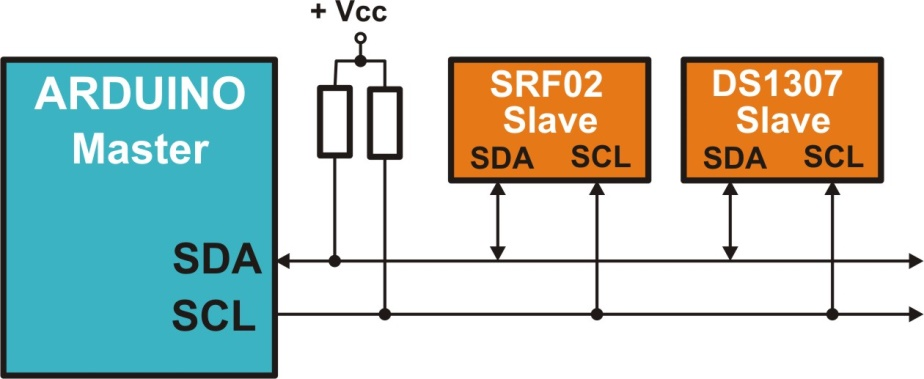 + Vcc
ARDUINO
Master
SDA
SCL
SRF02
Slave
SDA SCL
DS1307
Slave
SDA SCL